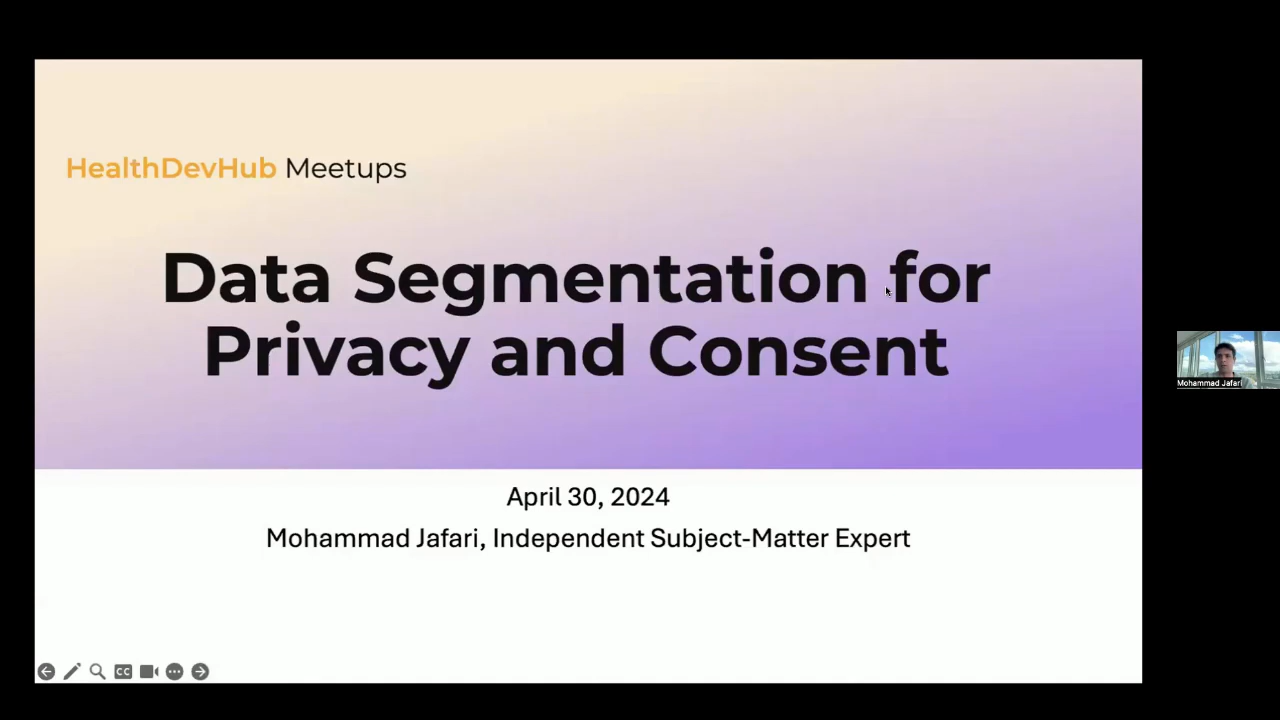 HealthDevHub Meetups
Data Segmentation for
Privacy and Consent
April 30, 2024
Mohammad Jafari, Independent Subject-Matter Expert
Mohammad Jafari
CC